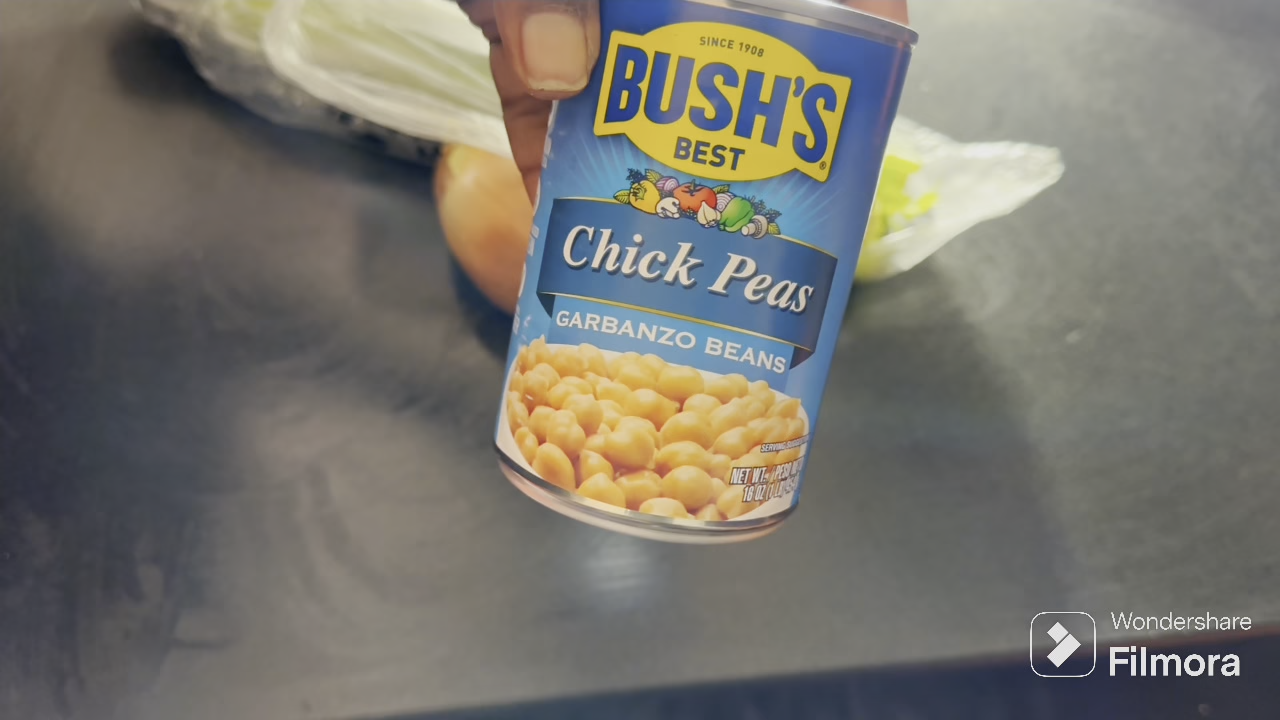 SINCE 1908
BUSH'S
BEST
Chick Peas
GARBANZO BEANS
NET WT.
16 OZ
Wondershare
Filmora